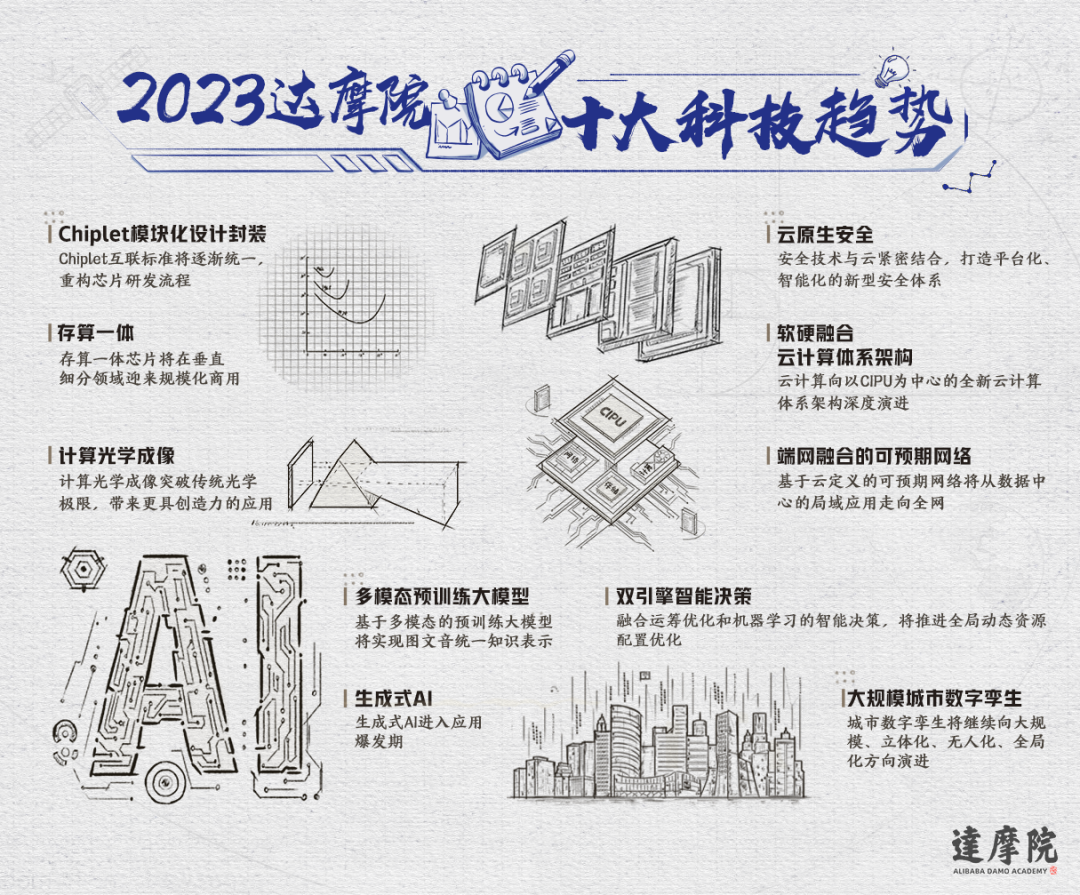 2023达摩院十大科技趋势
Chiplet模块化设计封装
Chiplet互联标准将逐渐统一，
重构芯片研发流程
存算一体
存算一体芯片将在垂直
细分领域迎来规模化商用
计算光学成像
计算光学成像突破传统光学
极限，带来更具创造力的应用
云原生安全
安全技术与云紧密结合，打造平台化、
智能化的新型安全体系
软硬融合
云计算体系架构
云计算向以CIPU为中心的全新云计算
体系架构深度演进
端网融合的可预期网络
基于云定义的可预期网络将从数据中
心的局域应用走向全网
CIPU
网络
计算
存储
AI
多模态预训练大模型
基于多模态的预训练大模型
将实现图文音统一知识表示
生成式AI
生成式AI进入应用
爆发期
双引擎智能决策
融合运筹优化和机器学习的智能决策，将推进全局动态资源
配置优化
大规模城市数字孪生
城市数字孪生将继续向大规
模、立体化、无人化、全局
化方向演进
達摩院
ALIBABA DAMO ACADEMY